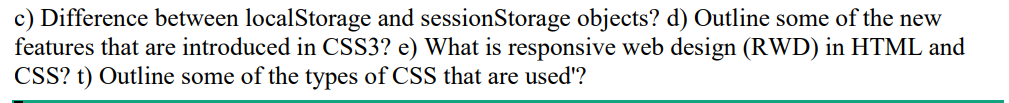 c) Difference between localStorage and sessionStorage objects? d) Outline some of the new
features that are introduced in CSS3? e) What is responsive web design (RWD) in HTML and
CSS? t) Outline some of the types of CSS that are used'?